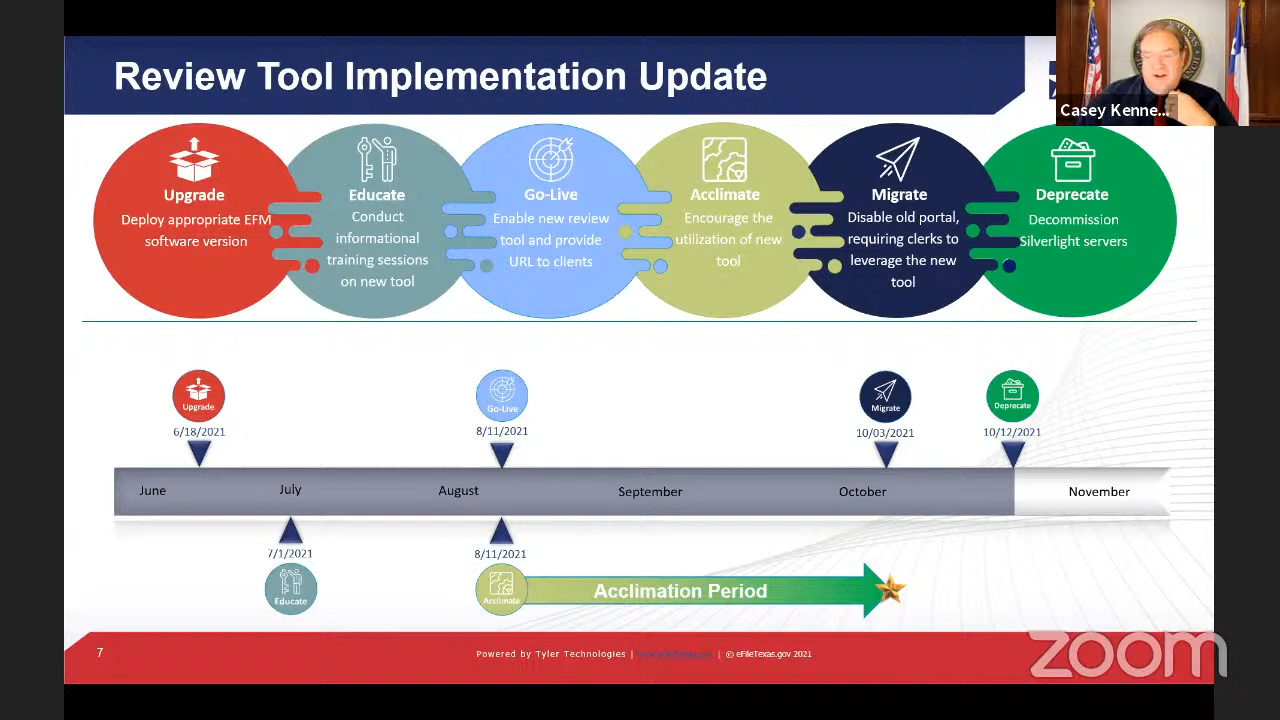 Review Tool Implementation Update
Casey Kenne...
Upgrade
Deploy appropriate EFM
software version
Educate
Conduct
informational
training sessions
on new tool
Go-Live
Enable new review
tool and provide
URL to clients
Acclimate
Encourage the
utilization of new
tool
Migrate
Disable old portal,
requiring clerks to
leverage the new
tool
Deprecate
Decommission
Silverlight servers
Upgrade
6/18/2021
Go-Live
8/11/2021
Migrate
10/03/2021
Deprecate
10/12/2021
June
July
August
September
October
November
7/1/2021
Educate
8/11/2021
Acclimate
Acclimation Period
7
Powered by Tyler Technologies | | © eFileTexas.gov 2021
zoom